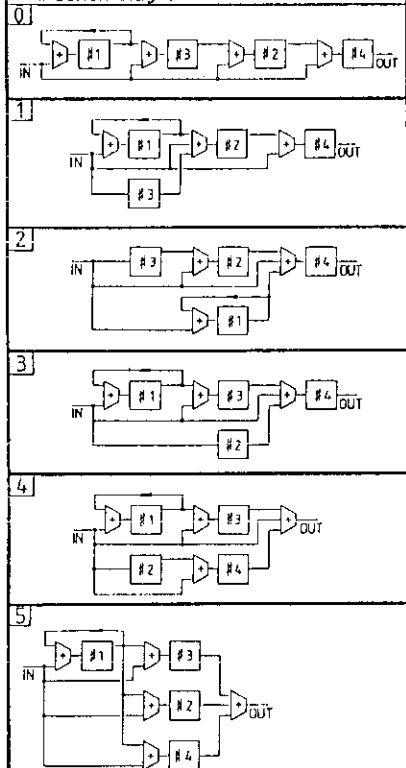 0
IN + #1 + #3 + #2 + #4 OUT
1
+ #1 + #2 + #4 OUT
IN
#3
2
IN #3 + #2 + #4 OUT
+ #1
3
+ #1 + #3 + #4 OUT
IN
#2
4
+ #1 + #3 +
IN OUT
#2 + #4
5
+ #1 + #3
IN
+ #2 + OUT
+ #4